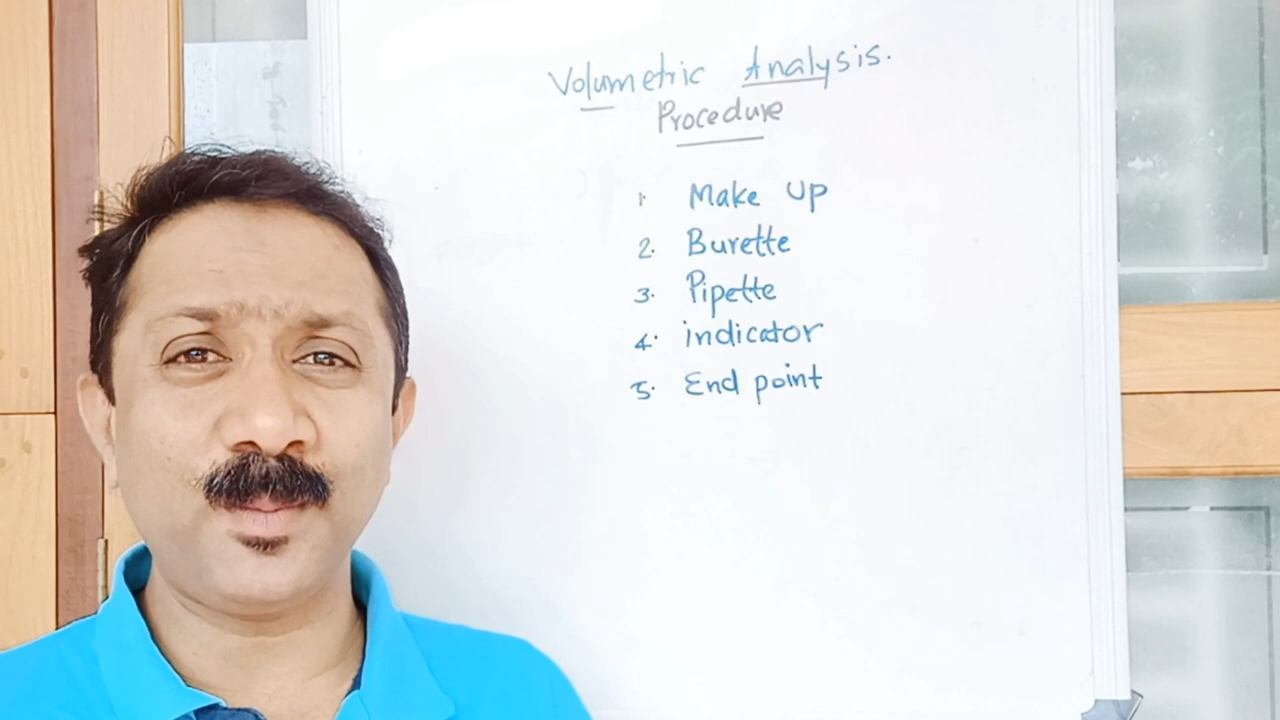 Volumetric Analysis.
Procedure
1. Make Up
2. Burette
3. Pipette
4. indicator
5. End point